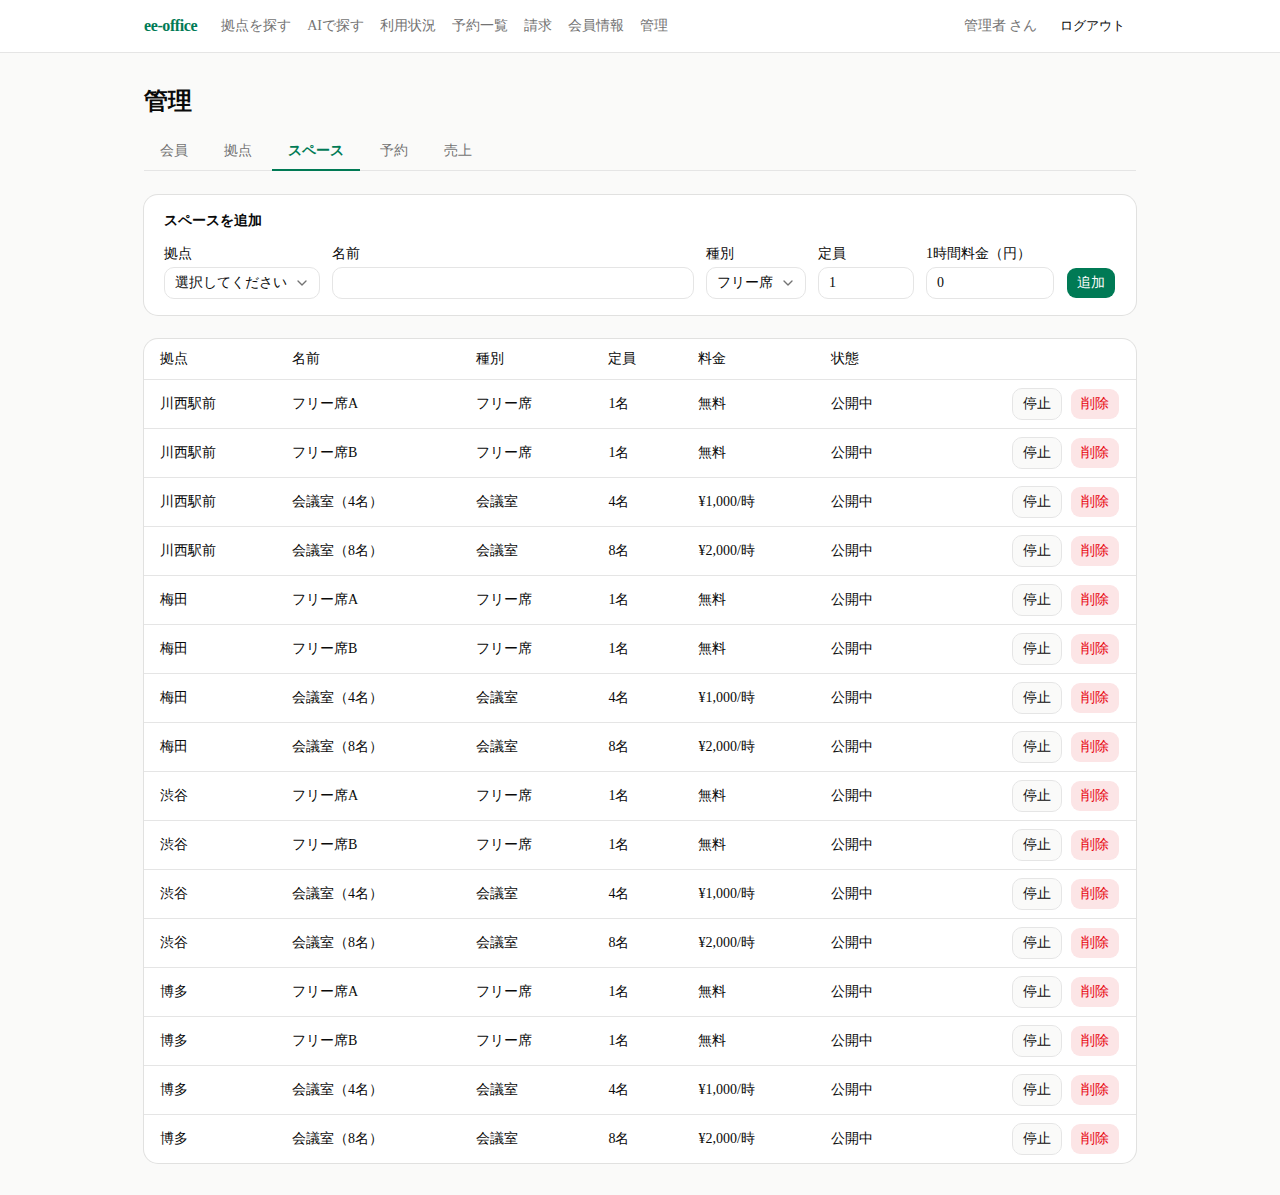 ee-office 拠点を探す AIで探す 利用状況 予約一覧 請求 会員情報 管理 管理者 さん ログアウト
管理
会員 拠点 スペース 予約 売上
スペースを追加
拠点 名前 種別 定員 1時間料金（円）
選択してください フリー席 1 0 追加
拠点 名前 種別 定員 料金 状態
川西駅前 フリー席A フリー席 1名 無料 公開中 停止 削除
川西駅前 フリー席B フリー席 1名 無料 公開中 停止 削除
川西駅前 会議室（4名） 会議室 4名 ¥1,000/時 公開中 停止 削除
川西駅前 会議室（8名） 会議室 8名 ¥2,000/時 公開中 停止 削除
梅田 フリー席A フリー席 1名 無料 公開中 停止 削除
梅田 フリー席B フリー席 1名 無料 公開中 停止 削除
梅田 会議室（4名） 会議室 4名 ¥1,000/時 公開中 停止 削除
梅田 会議室（8名） 会議室 8名 ¥2,000/時 公開中 停止 削除
渋谷 フリー席A フリー席 1名 無料 公開中 停止 削除
渋谷 フリー席B フリー席 1名 無料 公開中 停止 削除
渋谷 会議室（4名） 会議室 4名 ¥1,000/時 公開中 停止 削除
渋谷 会議室（8名） 会議室 8名 ¥2,000/時 公開中 停止 削除
博多 フリー席A フリー席 1名 無料 公開中 停止 削除
博多 フリー席B フリー席 1名 無料 公開中 停止 削除
博多 会議室（4名） 会議室 4名 ¥1,000/時 公開中 停止 削除
博多 会議室（8名） 会議室 8名 ¥2,000/時 公開中 停止 削除